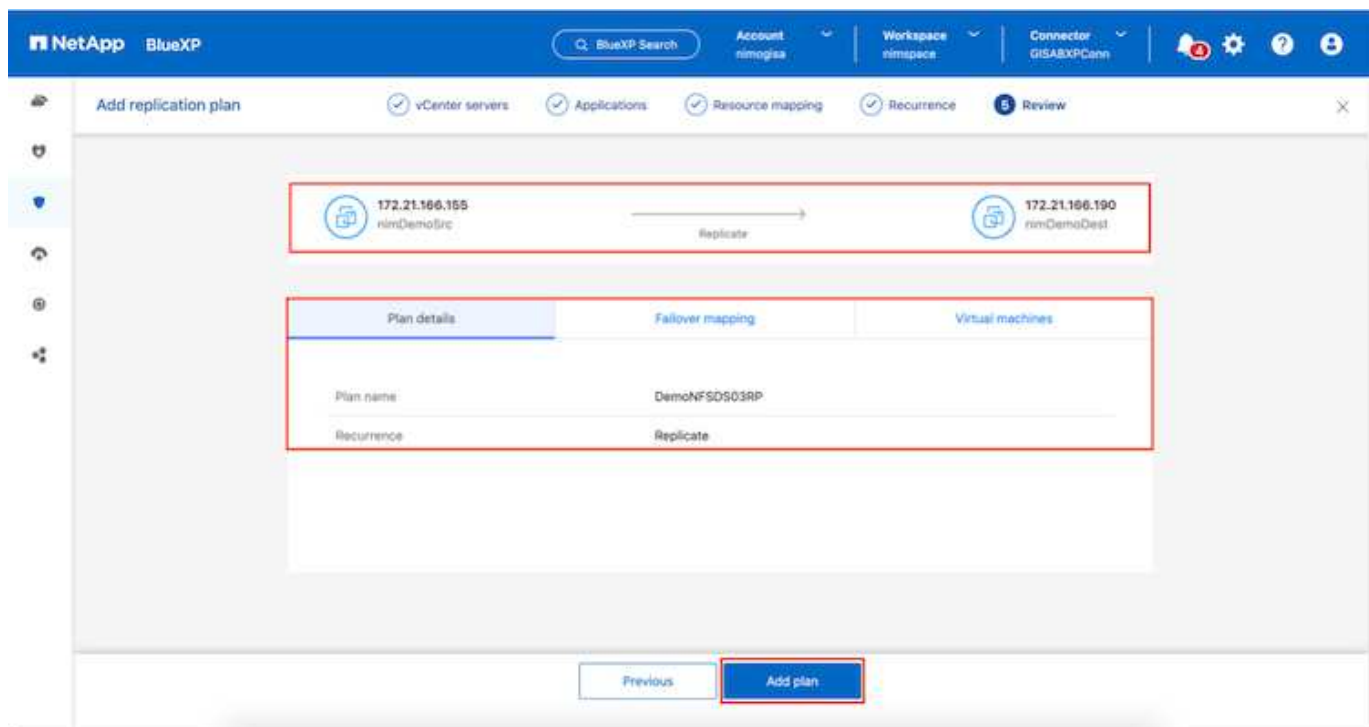 NetApp BlueXP
BlueXP Search
Account
nimogisa
Workspace
nimspace
Connector
GISABXPConn
4
Add replication plan
vCenter servers
Applications
Resource mapping
Recurrence
5 Review
172.21.166.155
nimDemoSrc
Replicate
172.21.166.190
nimDemoDest
Plan details
Failover mapping
Virtual machines
Plan name DemoNFSDS03RP
Recurrence Replicate
Previous
Add plan